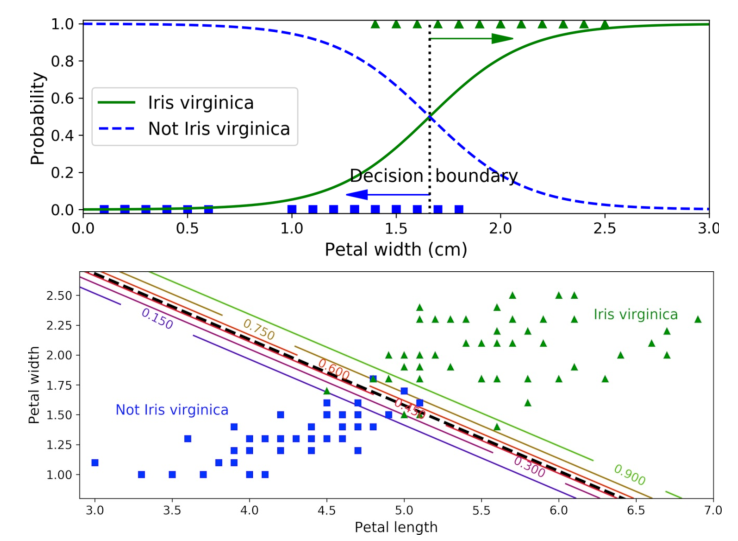 1.0
0.8
0.6
0.4
0.2
0.0
Probability
Iris virginica
Not Iris virginica
Decision boundary
0.0 0.5 1.0 1.5 2.0 2.5 3.0
Petal width (cm)
2.50
2.25
2.00
1.75
1.50
1.25
1.00
Petal width
0.750
Iris virginica
0.150
0.600
Not Iris virginica
0.450
0.300
0.900
3.0 3.5 4.0 4.5 5.0 5.5 6.0 6.5 7.0
Petal length